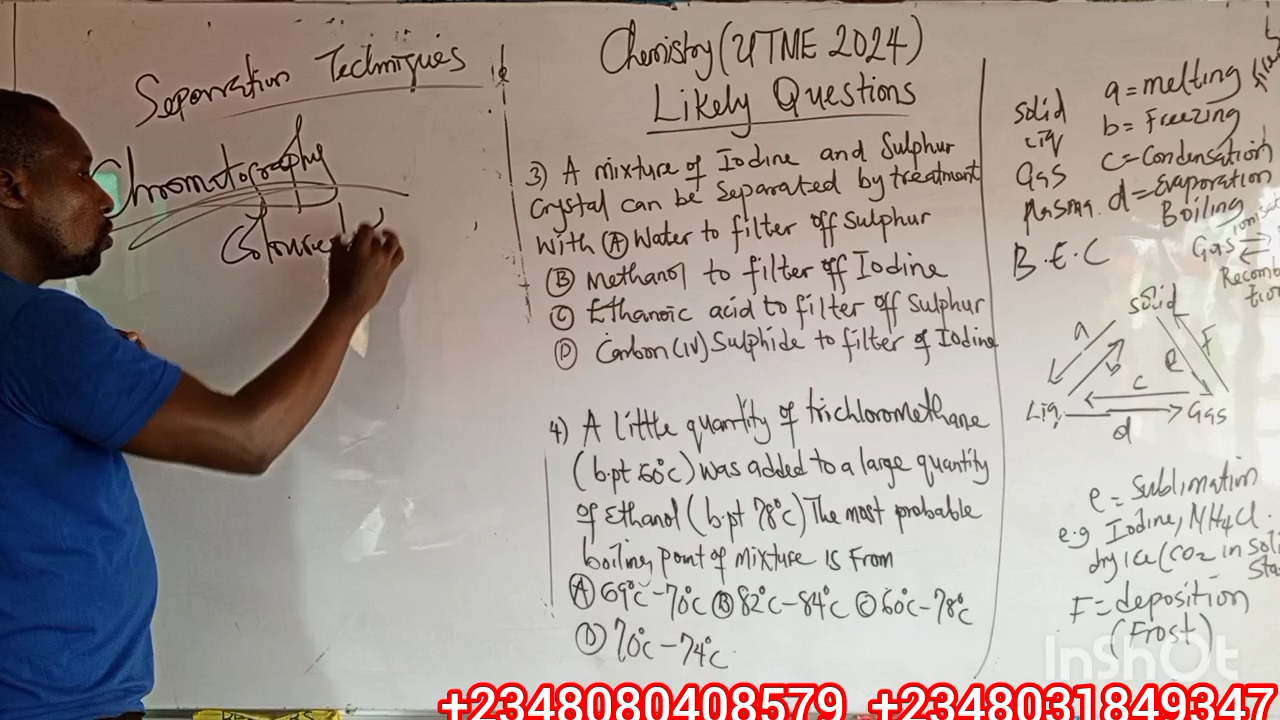 Separation Techniques
Chromotography
Coloured
Chemistry (UTME 2024)
Likely Questions
3) A mixture of Iodine and Sulphur
Crystal can be separated by treatment
with (A) Water to filter off Sulphur
(B) Methanol to filter off Iodine
(C) Ethanoic acid to filter off Sulphur
(D) Carbon(IV) Sulphide to filter of Iodine
4) A little quantity of trichloromethane
(b.pt 60°c) was added to a large quantity
of Ethanol (b.pt 78°c) The most probable
boiling point of mixture is From
(A) 69°c - 70°c (B) 82°c - 84°c (C) 60°c - 78°c
(D) 70°c - 74°c
Solid
Liq
Gas
Plasma.
B.E.C
a = melting
b = Freezing
c = Condensation
d = Evaporation
Boiling
Gas
Solid
a
b
c
d
e
F
Liq.
Gas
e = Sublimation
e.g Iodine, NH4Cl.
dry ice (CO2 in
F = deposition
(Frost)
InShOt
+2348080408579 +2348031849347